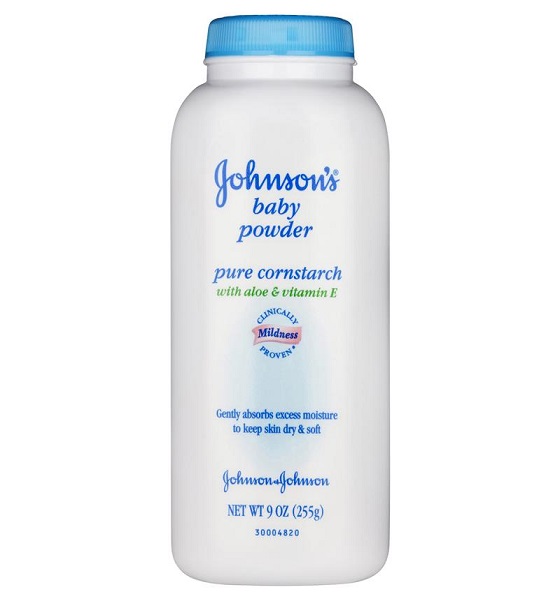 Johnson's®
baby
powder
pure cornstarch
with aloe & vitamin E
CLINICALLY
Mildness
PROVEN*
Gently absorbs excess moisture
to keep skin dry & soft
Johnson & Johnson
NET WT 9 OZ (255g)
30004820